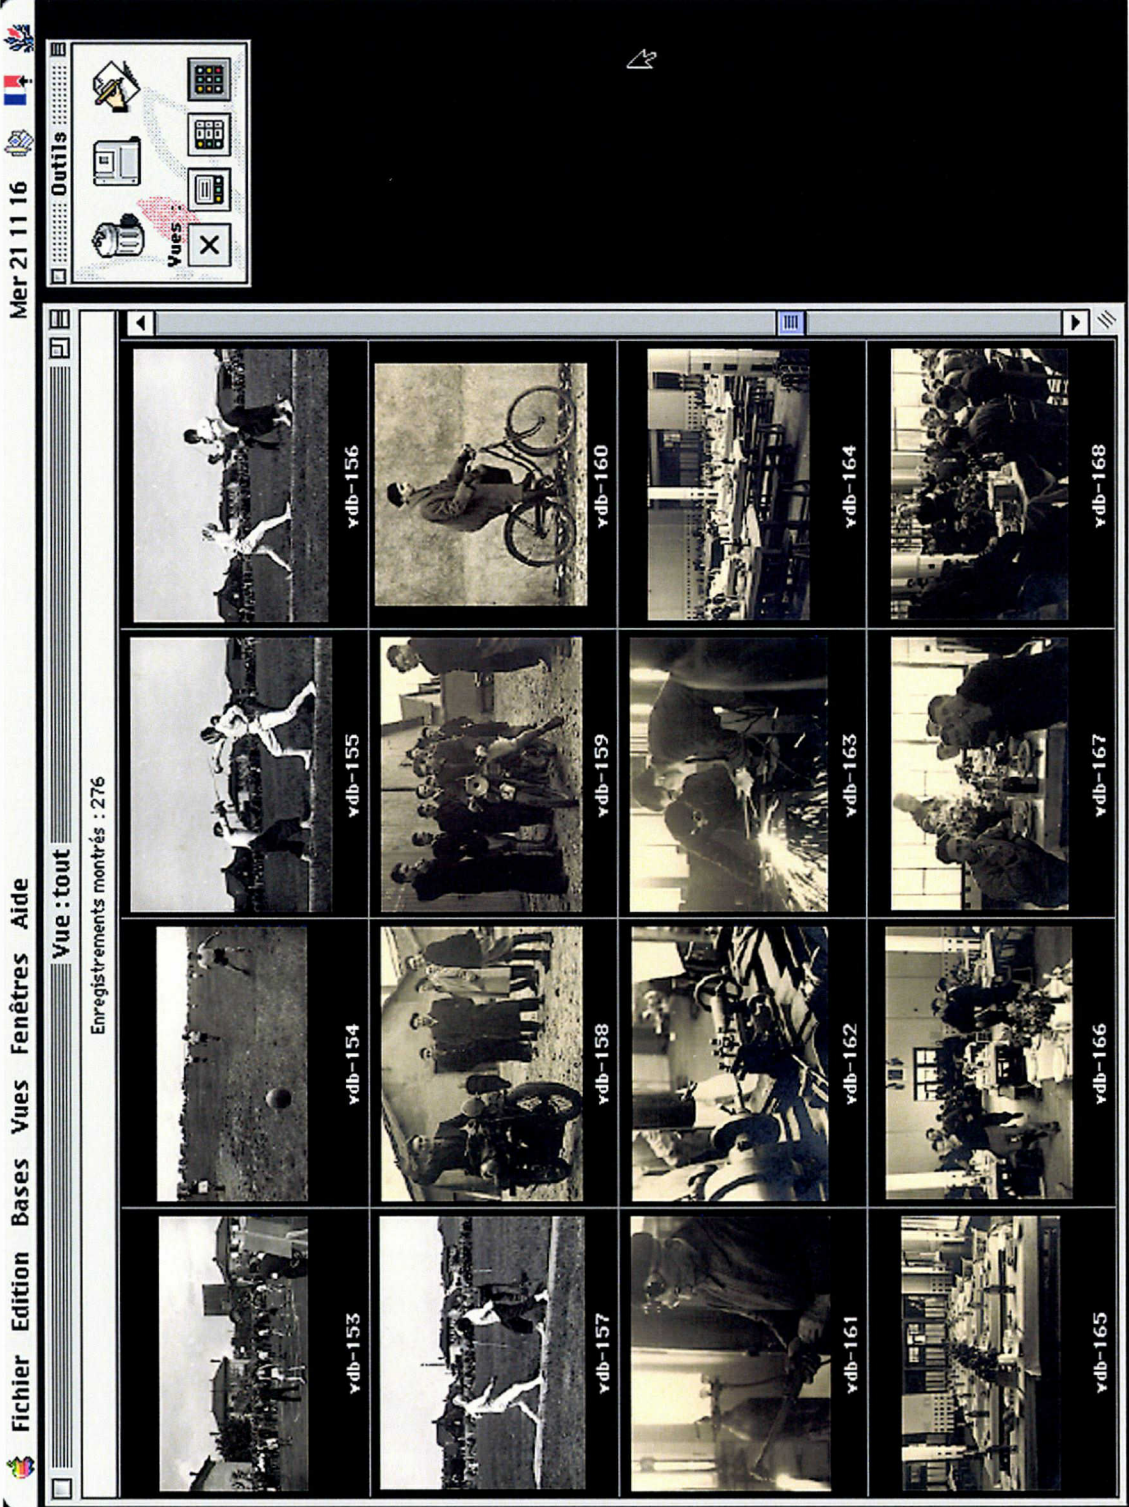 Fichier Edition Bases Vues Fenêtres Aide Mer 21 11 16
Vue :tout
Enregistrements montrés : 276
vdb-153 vdb-154 vdb-155 vdb-156
vdb-157 vdb-158 vdb-159 vdb-160
vdb-161 vdb-162 vdb-163 vdb-164
vdb-165 vdb-166 vdb-167 vdb-168
Outils
Vues :